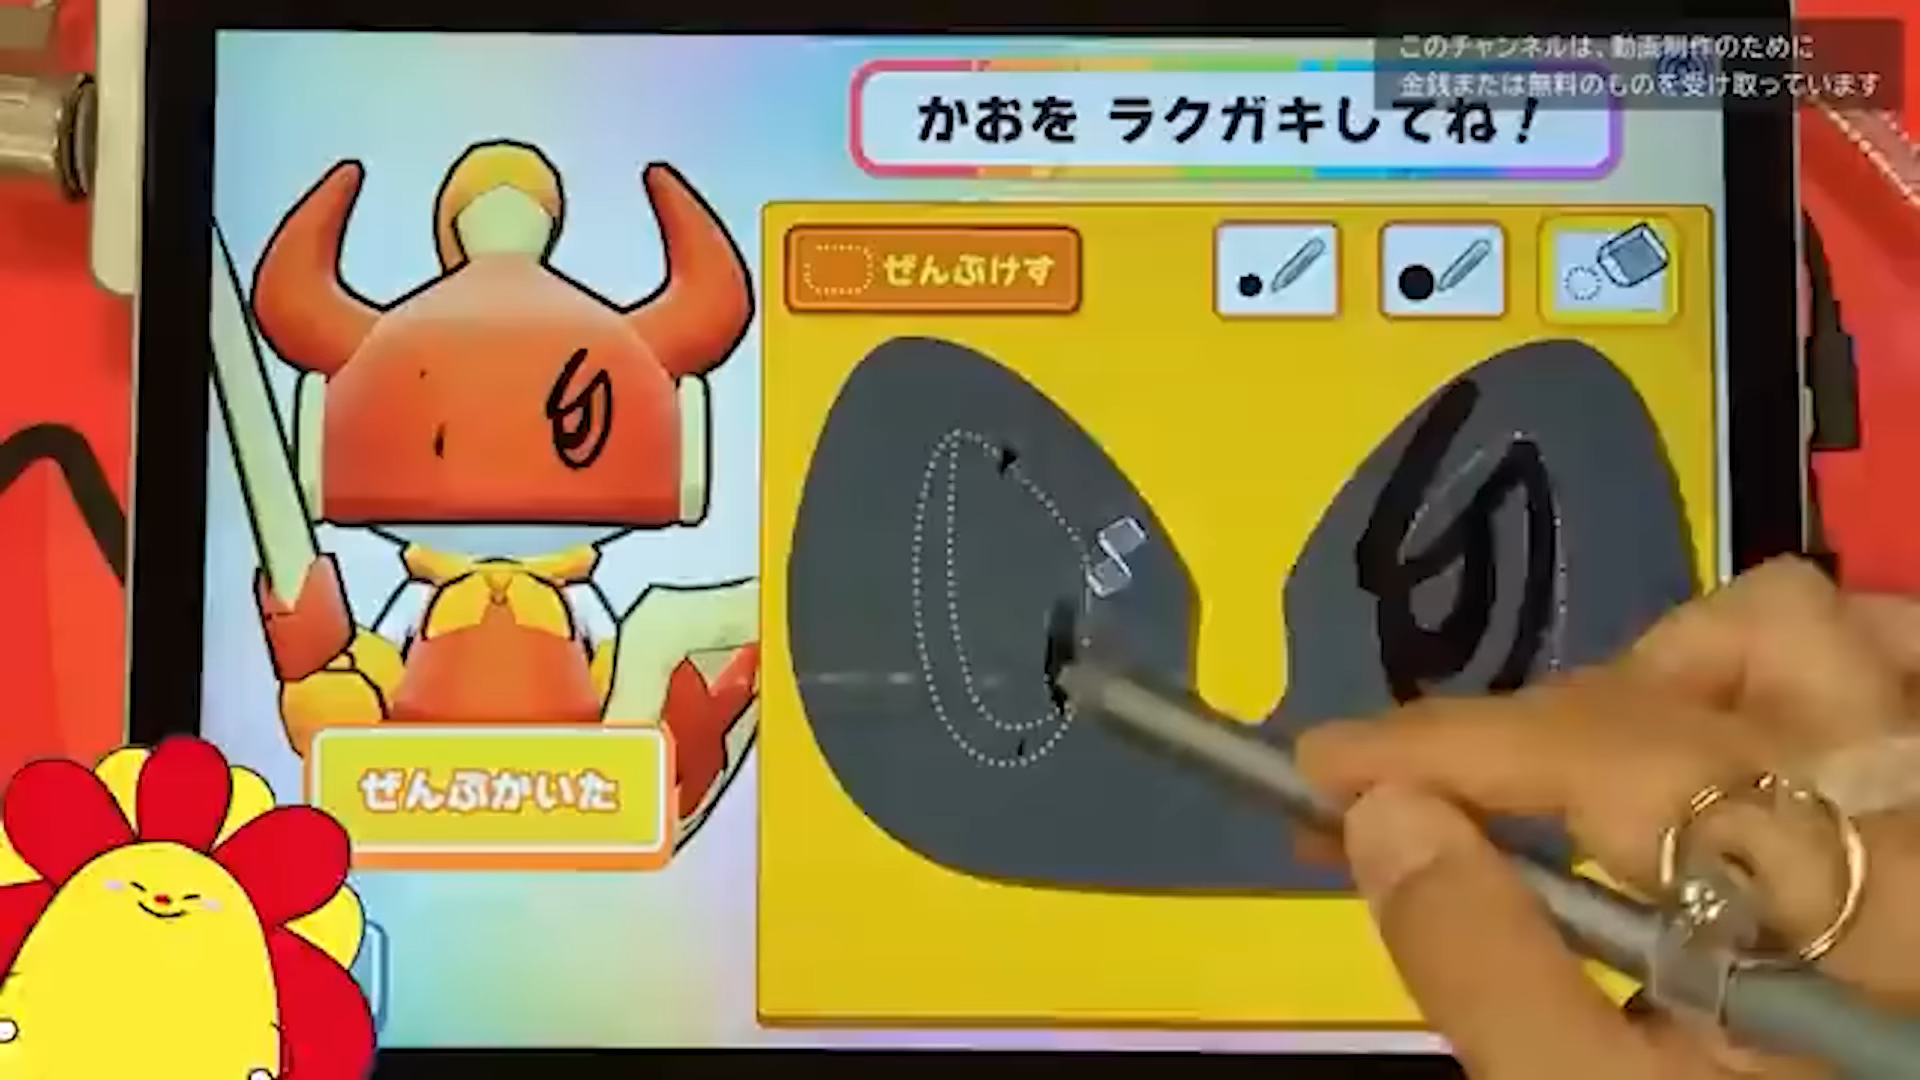 このチャンネルは、動画制作のために
金銭または無料のものを受け取っています
かおを ラクガキしてね!
ぜんぶけす
ぜんぶかいた